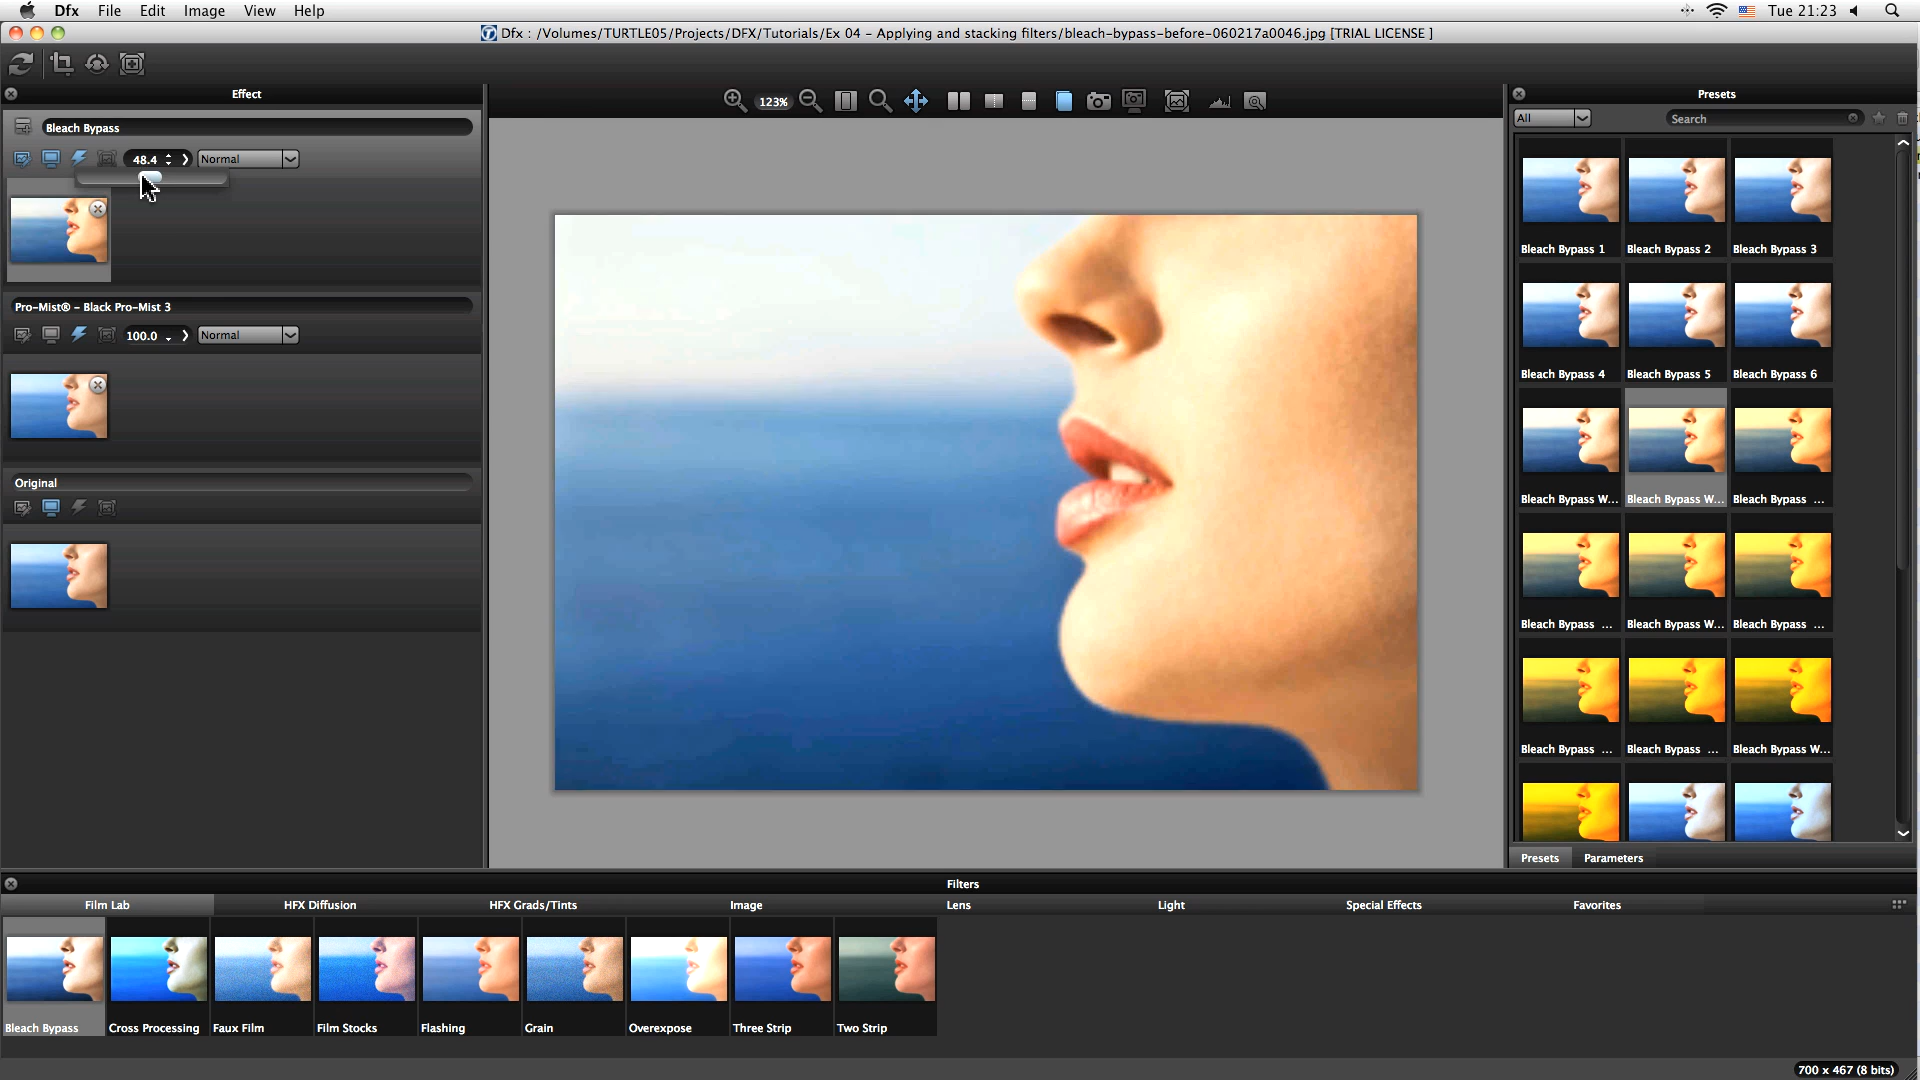 Dfx File Edit Image View Help Tue 21:23
Dfx : /Volumes/TURTLE05/Projects/DFX/Tutorials/Ex 04 - Applying and stacking filters/bleach-bypass-before-060217a0046.jpg [TRIAL LICENSE ]
Effect
Bleach Bypass
48.4 Normal
Pro-Mist® - Black Pro-Mist 3
100.0 Normal
Original
123%
Presets
All Search
Bleach Bypass 1 Bleach Bypass 2 Bleach Bypass 3
Bleach Bypass 4 Bleach Bypass 5 Bleach Bypass 6
Bleach Bypass W... Bleach Bypass W... Bleach Bypass ...
Bleach Bypass ... Bleach Bypass W... Bleach Bypass ...
Bleach Bypass ... Bleach Bypass ... Bleach Bypass W...
Presets Parameters
Filters
Film Lab HFX Diffusion HFX Grads/Tints Image Lens Light Special Effects Favorites
Bleach Bypass Cross Processing Faux Film Film Stocks Flashing Grain Overexpose Three Strip Two Strip
700 x 467 (8 bits)